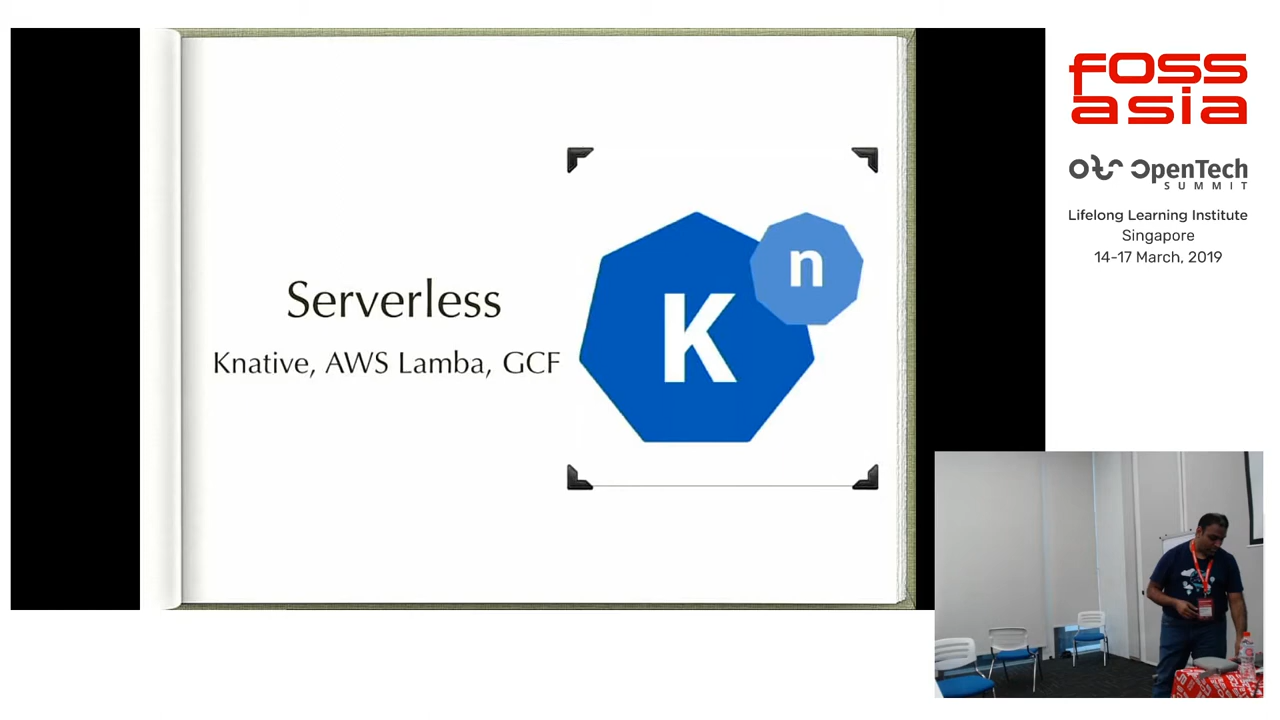 Serverless
Knative, AWS Lamba, GCF
K
n
FOSS
asia
OpenTech
SUMMIT
Lifelong Learning Institute
Singapore
14-17 March, 2019